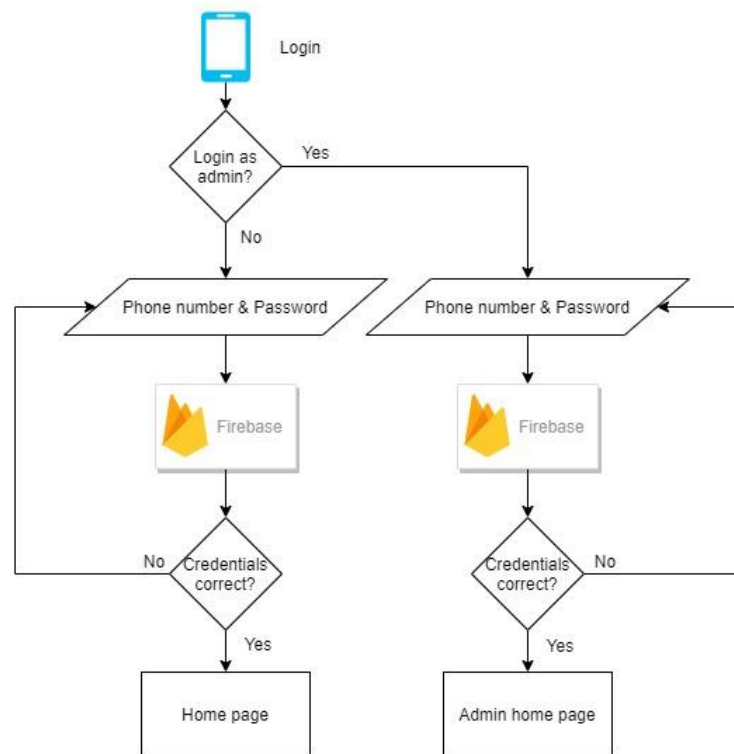 Login
Login as
admin?
Yes
No
Phone number & Password
Phone number & Password
Firebase
Firebase
No
Credentials
correct?
Credentials
correct?
No
Yes
Yes
Home page
Admin home page